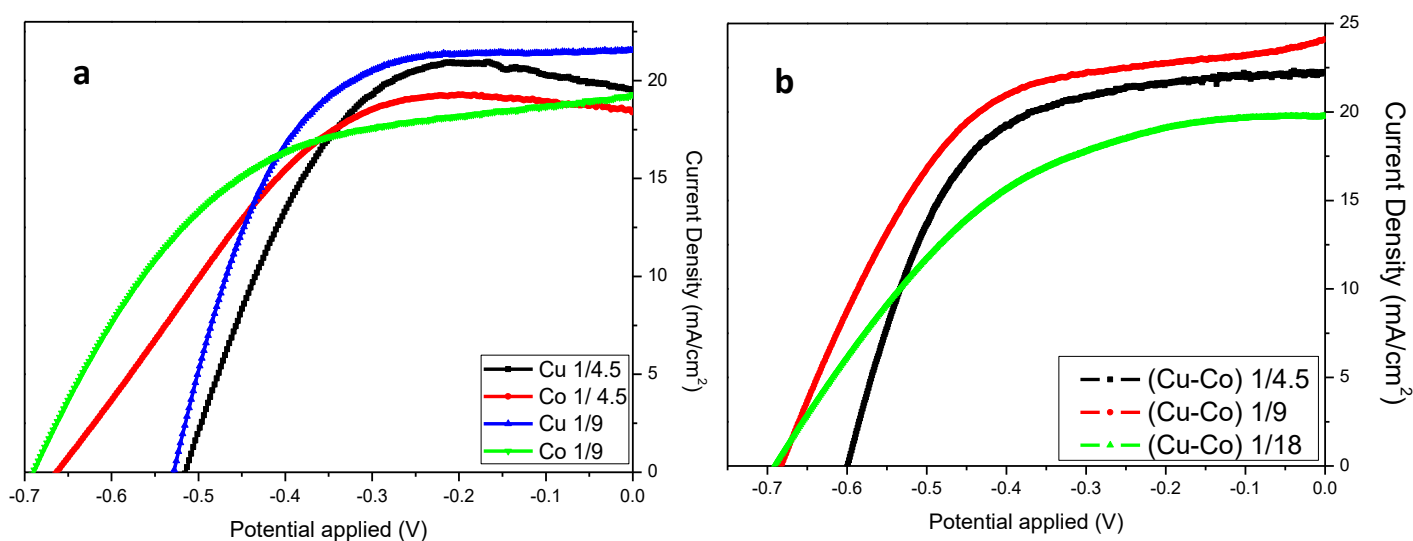 a
20
15
10
5
0
Current Density (mA/cm²)
-0.7 -0.6 -0.5 -0.4 -0.3 -0.2 -0.1 0.0
Potential applied (V)
Cu 1/4.5
Co 1/ 4.5
Cu 1/9
Co 1/9
b
25
20
15
10
5
0
Current Density (mA/cm²)
-0.7 -0.6 -0.5 -0.4 -0.3 -0.2 -0.1 0.0
Potential applied (V)
(Cu-Co) 1/4.5
(Cu-Co) 1/9
(Cu-Co) 1/18